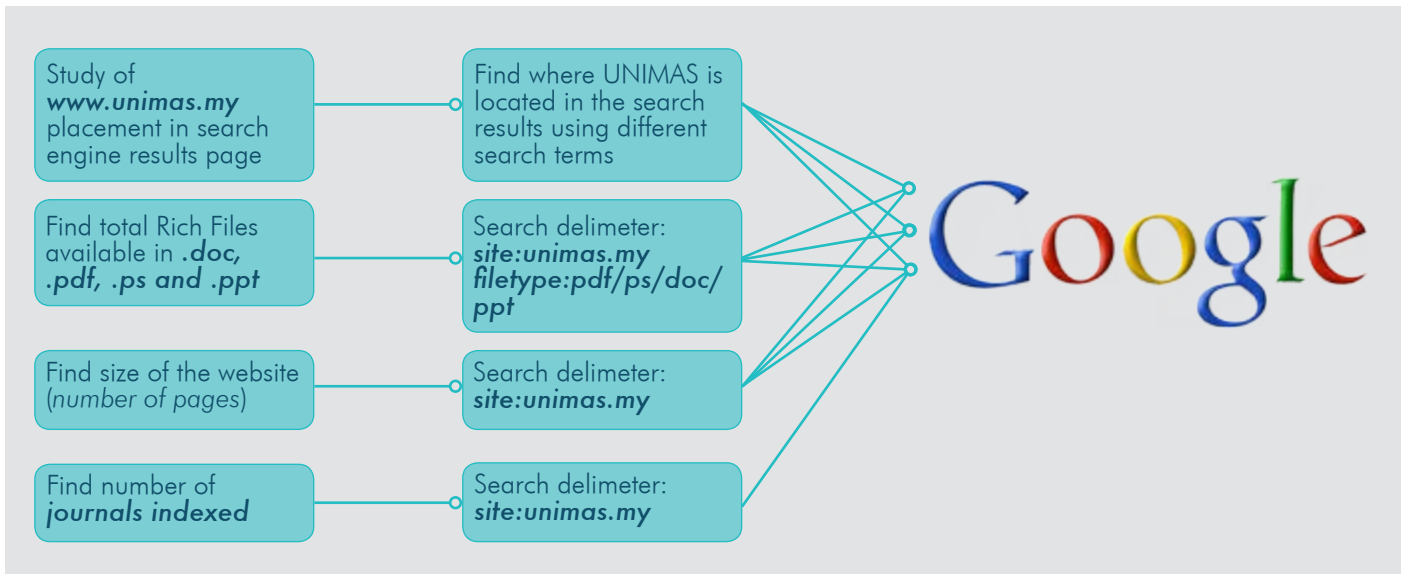 Study of
www.unimas.my
placement in search
engine results page
Find where UNIMAS is
located in the search
results using different
search terms
Find total Rich Files
available in .doc,
.pdf, .ps and .ppt
Search delimeter:
site:unimas.my
filetype:pdf/ps/doc/
ppt
Find size of the website
(number of pages)
Search delimeter:
site:unimas.my
Find number of
journals indexed
Search delimeter:
site:unimas.my
Google